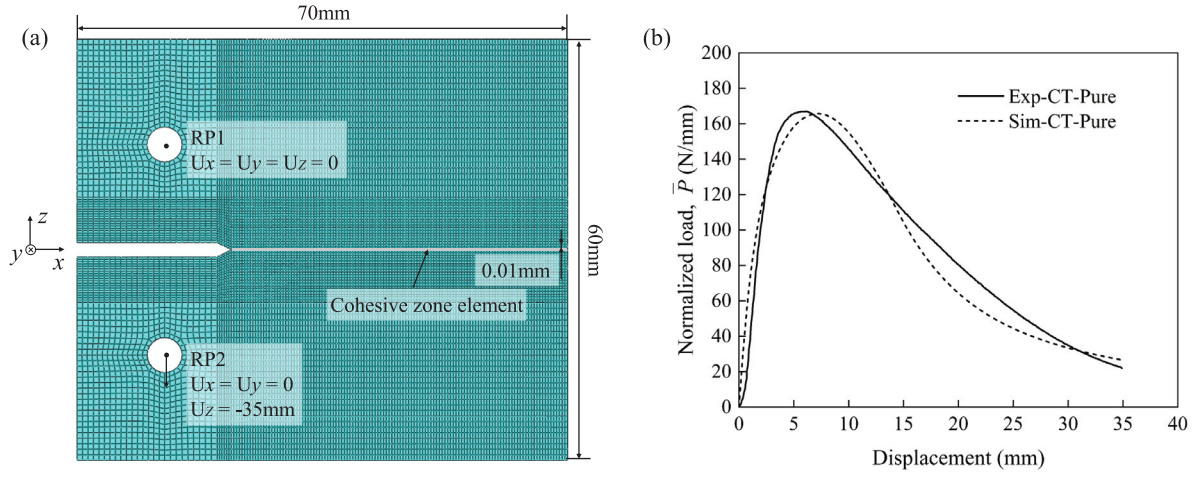 (a)
70mm
60mm
RP1
Ux = Uy = Uz = 0
z
y
x
0.01mm
Cohesive zone element
RP2
Ux = Uy = 0
Uz = -35mm
(b)
Normalized load, P̅ (N/mm)
200
180
160
140
120
100
80
60
40
20
0
Exp-CT-Pure
Sim-CT-Pure
0 5 10 15 20 25 30 35 40
Displacement (mm)